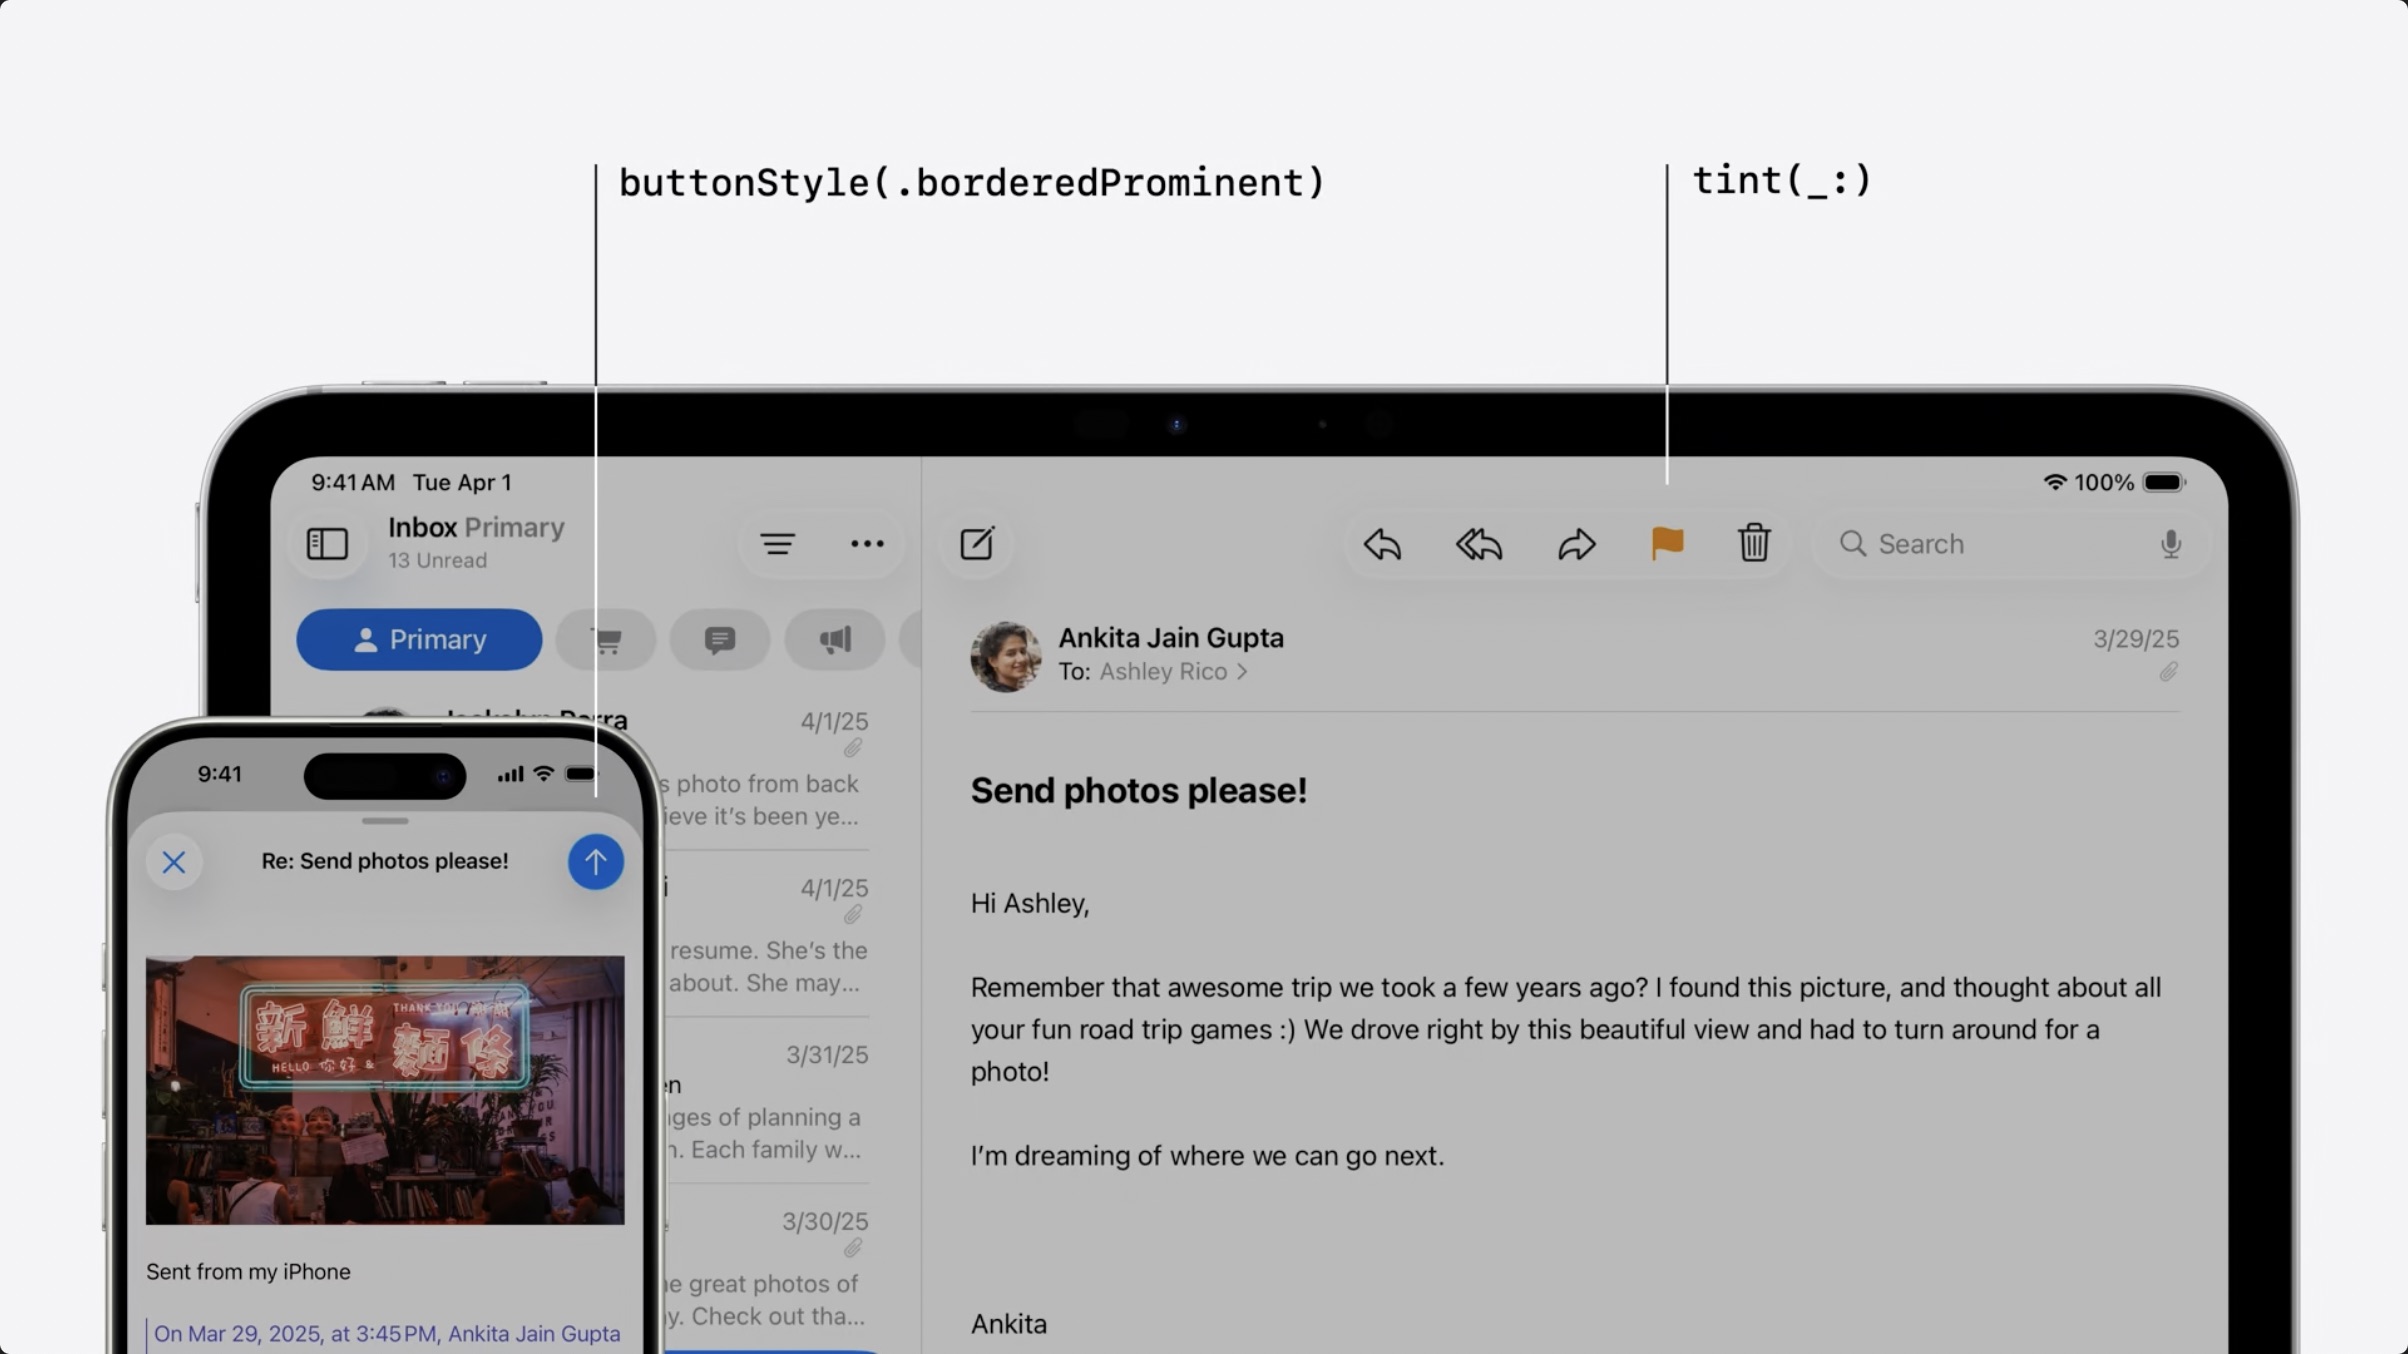 buttonStyle(.borderedProminent)
tint(_:)
9:41 AM Tue Apr 1
100%
Inbox Primary
13 Unread
Search
Primary
Ankita Jain Gupta
3/29/25
To: Ashley Rico >
4/1/25
s photo from back
ieve it's been ye...
Send photos please!
9:41
Re: Send photos please!
4/1/25
resume. She's the
about. She may...
Hi Ashley,
Remember that awesome trip we took a few years ago? I found this picture, and thought about all
your fun road trip games :) We drove right by this beautiful view and had to turn around for a
photo!
I'm dreaming of where we can go next.
Ankita
3/31/25
en
nges of planning a
n. Each family w...
3/30/25
ne great photos of
y. Check out tha...
THANK YOU
新鮮
麵條
HELLO 你好 &
Sent from my iPhone
On Mar 29, 2025, at 3:45 PM, Ankita Jain Gupta